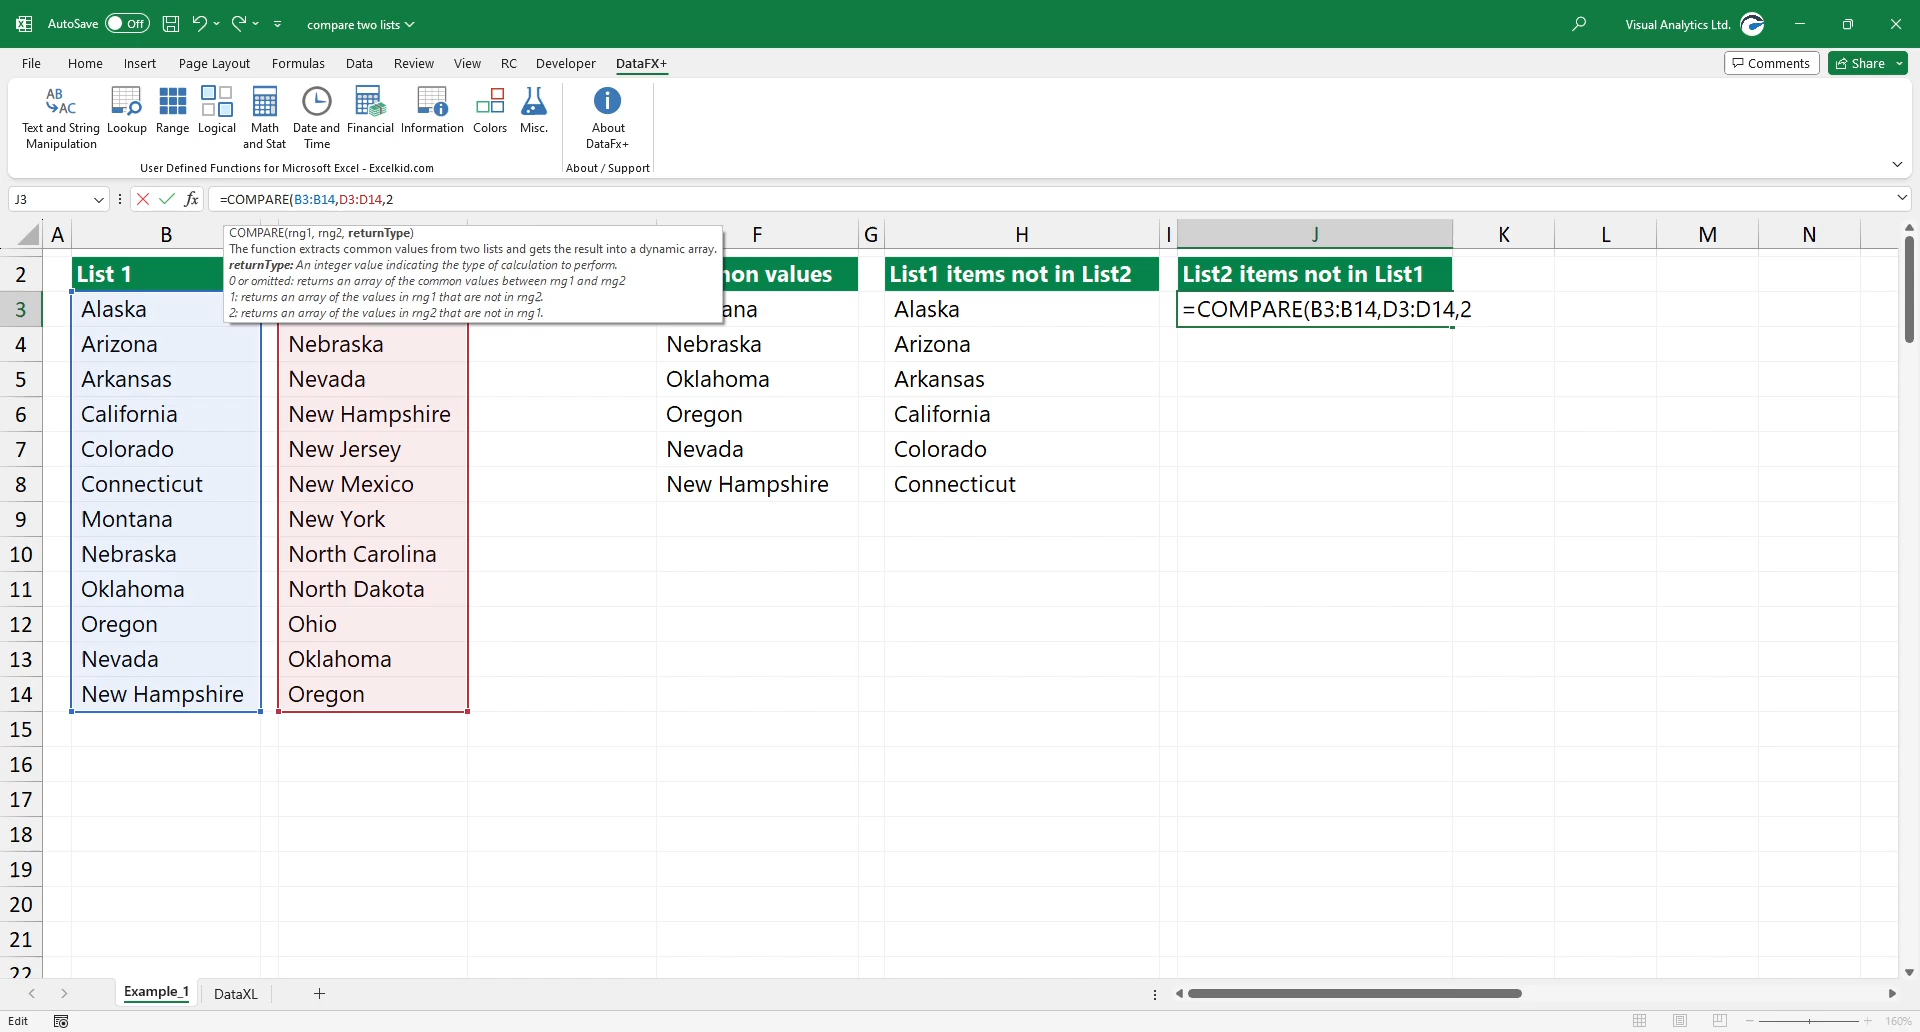 AutoSave Off compare two lists Visual Analytics Ltd.
File Home Insert Page Layout Formulas Data Review View RC Developer DataFX+ Comments Share
AB
AC
Text and String Manipulation
Lookup
Range
Logical
Math and Stat
Date and Time
Financial
Information
Colors
Misc.
About DataFx+
User Defined Functions for Microsoft Excel - Excelkid.com
About / Support
J3 fx =COMPARE(B3:B14,D3:D14,2
COMPARE(rng1, rng2, returnType)
The function extracts common values from two lists and gets the result into a dynamic array.
returnType: An integer value indicating the type of calculation to perform.
0 or omitted: returns an array of the common values between rng1 and rng2
1: returns an array of the values in rng1 that are not in rng2.
2: returns an array of the values in rng2 that are not in rng1.
A B F G H I J K L M N
2 List 1 on values List1 items not in List2 List2 items not in List1
3 Alaska ana Alaska =COMPARE(B3:B14,D3:D14,2
4 Arizona Nebraska Nebraska Arizona
5 Arkansas Nevada Oklahoma Arkansas
6 California New Hampshire Oregon California
7 Colorado New Jersey Nevada Colorado
8 Connecticut New Mexico New Hampshire Connecticut
9 Montana New York
10 Nebraska North Carolina
11 Oklahoma North Dakota
12 Oregon Ohio
13 Nevada Oklahoma
14 New Hampshire Oregon
15
16
17
18
19
20
21
22
Example_1 DataXL
Edit 160%